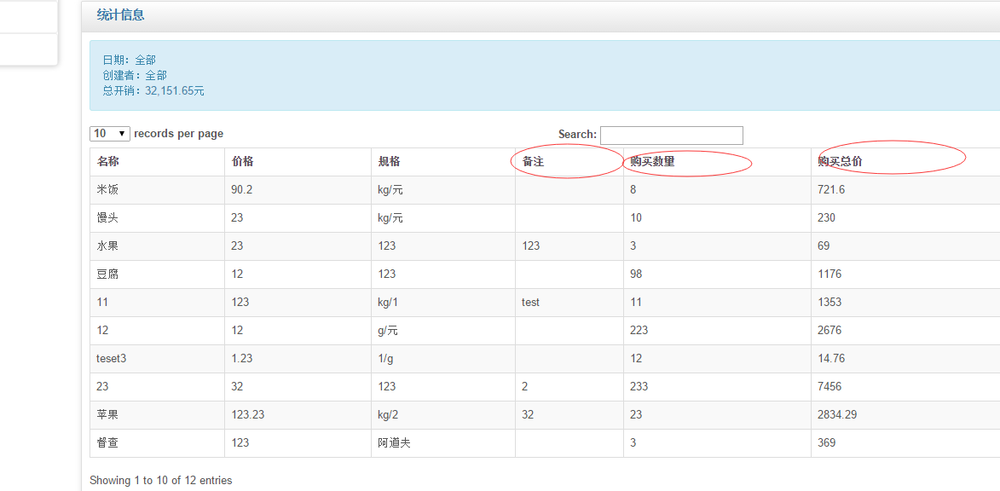 统计信息
日期：全部
创建者：全部
总开销：32,151.65元
10 records per page Search:
名称 价格 规格 备注 购买数量 购买总价
米饭 90.2 kg/元 8 721.6
馒头 23 kg/元 10 230
水果 23 123 123 3 69
豆腐 12 123 98 1176
11 123 kg/1 test 11 1353
12 12 g/元 223 2676
teset3 1.23 1/g 12 14.76
23 32 123 2 233 7456
苹果 123.23 kg/2 32 23 2834.29
督查 123 阿道夫 3 369
Showing 1 to 10 of 12 entries